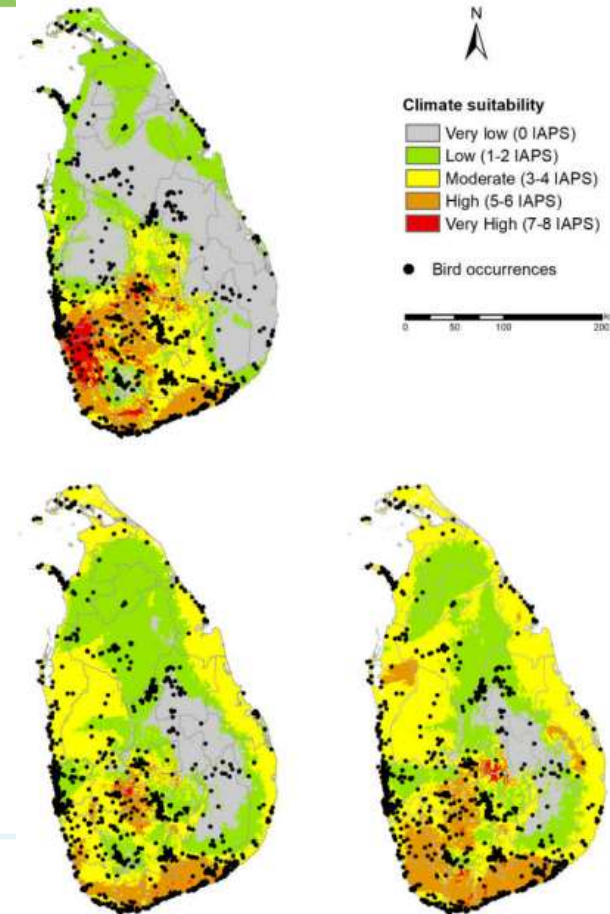 N
Climate suitability
Very low (0 IAPS)
Low (1-2 IAPS)
Moderate (3-4 IAPS)
High (5-6 IAPS)
Very High (7-8 IAPS)
Bird occurrences
0 50 100 200